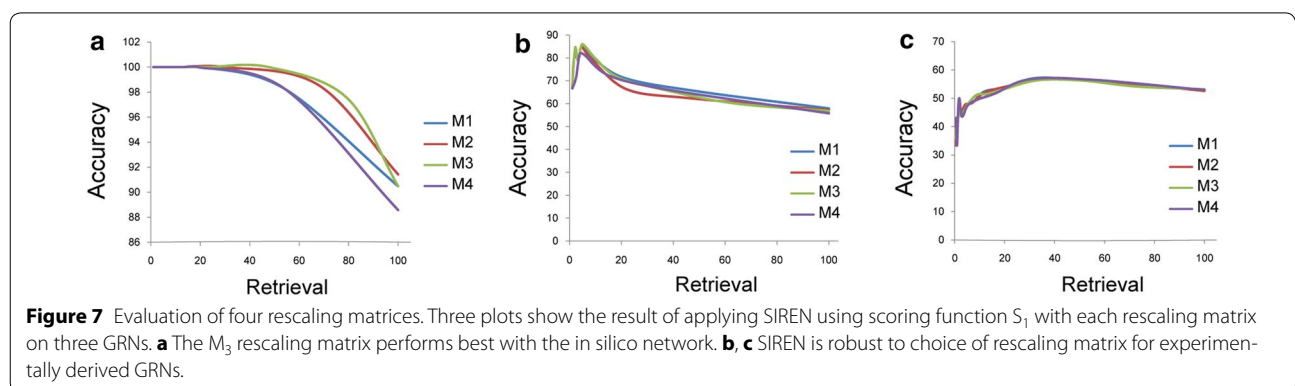 a
102
100
98
96
94
92
90
88
86
Accuracy
0 20 40 60 80 100
Retrieval
M1
M2
M3
M4
b
90
80
70
60
50
40
30
20
10
0
Accuracy
0 20 40 60 80 100
Retrieval
M1
M2
M3
M4
c
70
60
50
40
30
20
10
0
Accuracy
0 20 40 60 80 100
Retrieval
M1
M2
M3
M4
Figure 7 Evaluation of four rescaling matrices. Three plots show the result of applying SIREN using scoring function S₁ with each rescaling matrix
on three GRNs. a The M₃ rescaling matrix performs best with the in silico network. b, c SIREN is robust to choice of rescaling matrix for experimen-
tally derived GRNs.